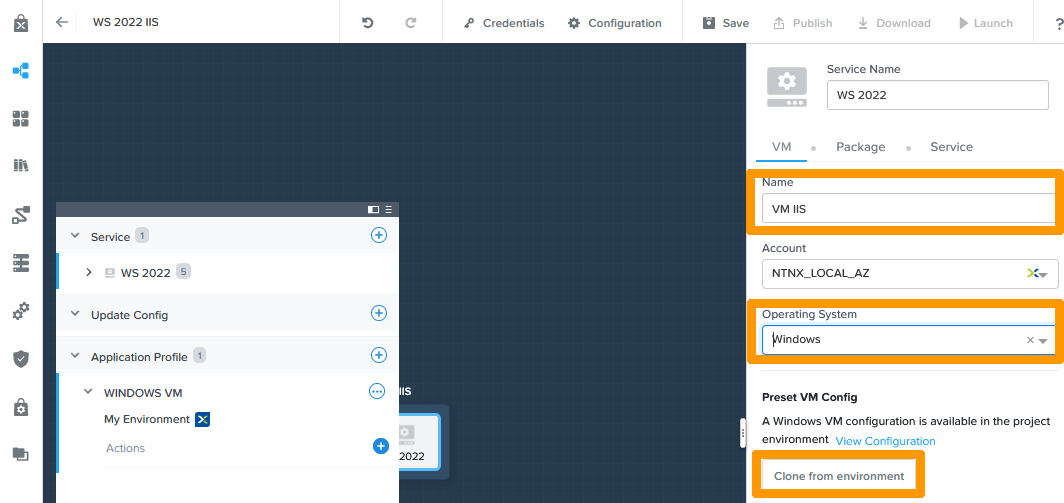 WS 2022 IIS
Credentials
Configuration
Save
Publish
Download
Launch
?
Service Name
WS 2022
VM
Package
Service
Name
VM IIS
Account
NTNX_LOCAL_AZ
Operating System
Windows
Preset VM Config
A Windows VM configuration is available in the project
environment View Configuration
Clone from environment
Service 1
WS 2022 5
Update Config
Application Profile 1
WINDOWS VM
My Environment
Actions
IIS
2022